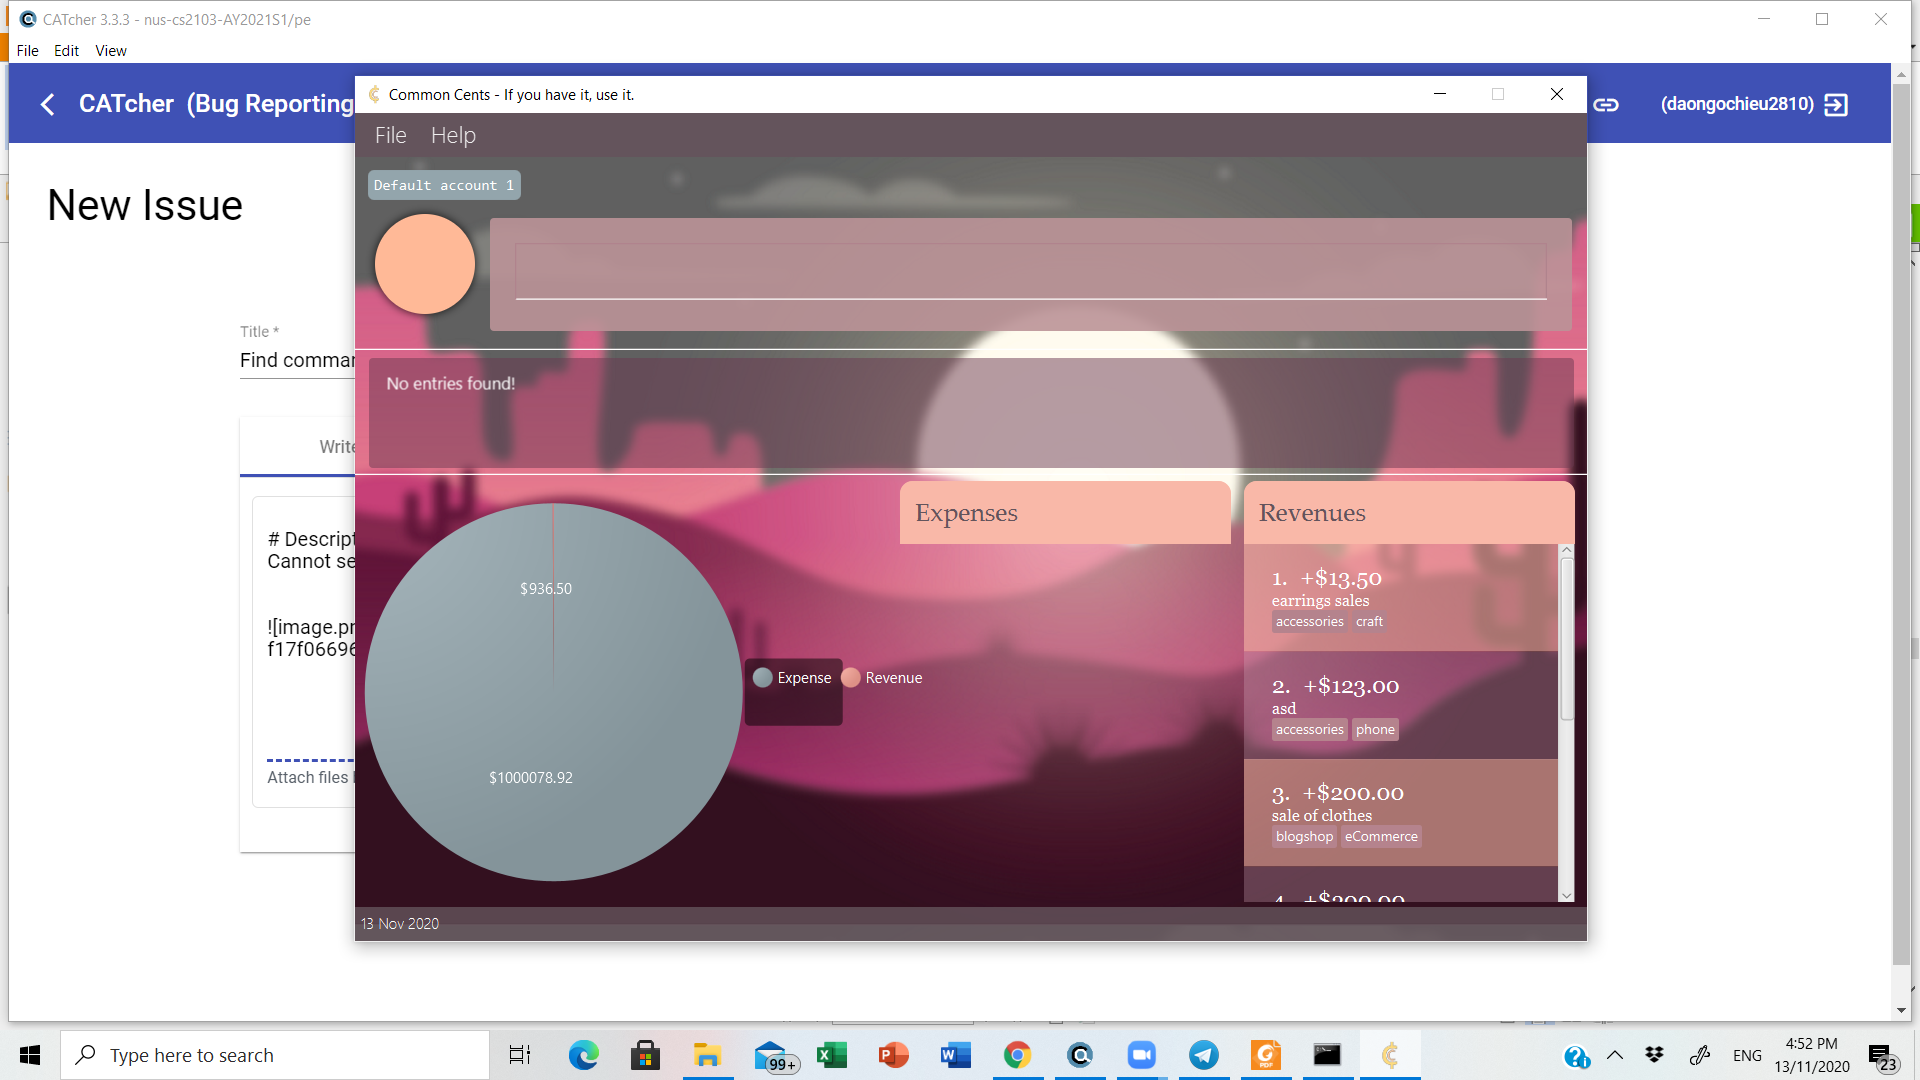 CATcher 3.3.3 - nus-cs2103-AY2021S1/pe
File Edit View
CATcher (Bug Reporting
(daongochieu2810)
New Issue
Title *
Find
Write
# Descript
Cannot se
![image.pr
f17f06696
Attach files
Common Cents - If you have it, use it.
File Help
Default account 1
No entries found!
$936.50
$1000078.92
Expense Revenue
Expenses
Revenues
1. +$13.50
earrings sales
accessories craft
2. +$123.00
asd
accessories phone
3. +$200.00
sale of clothes
blogshop eCommerce
4. +$200.00
13 Nov 2020
Type here to search
99+
ENG
4:52 PM
13/11/2020
23